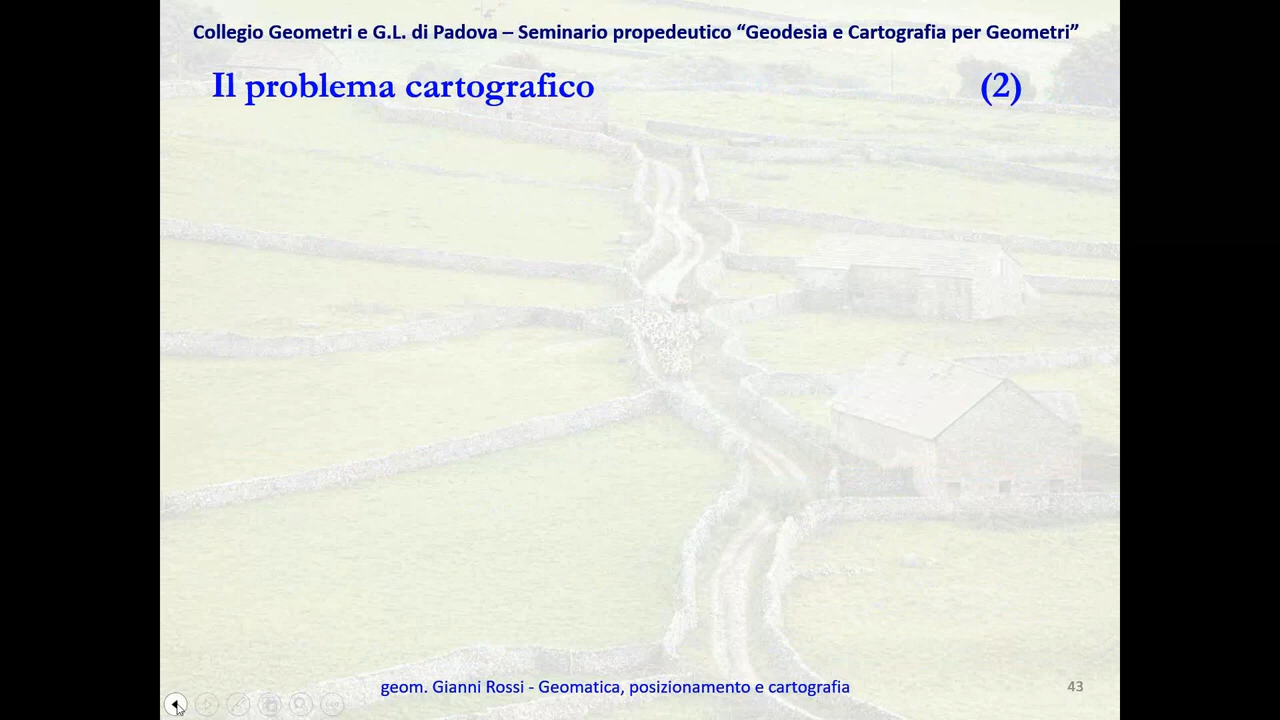 Collegio Geometri e G.L. di Padova – Seminario propedeutico “Geodesia e Cartografia per Geometri”
Il problema cartografico (2)
geom. Gianni Rossi - Geomatica, posizionamento e cartografia 43